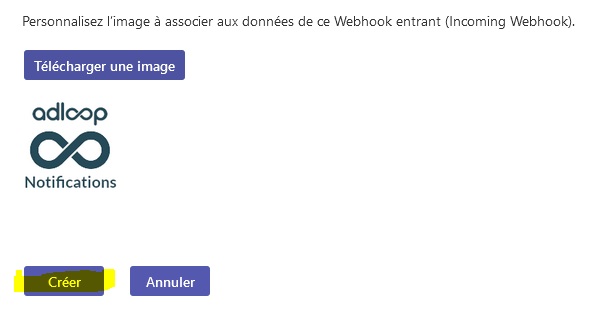 Personnalisez l'image à associer aux données de ce Webhook entrant (Incoming Webhook).
Télécharger une image
adloop
Notifications
Créer
Annuler